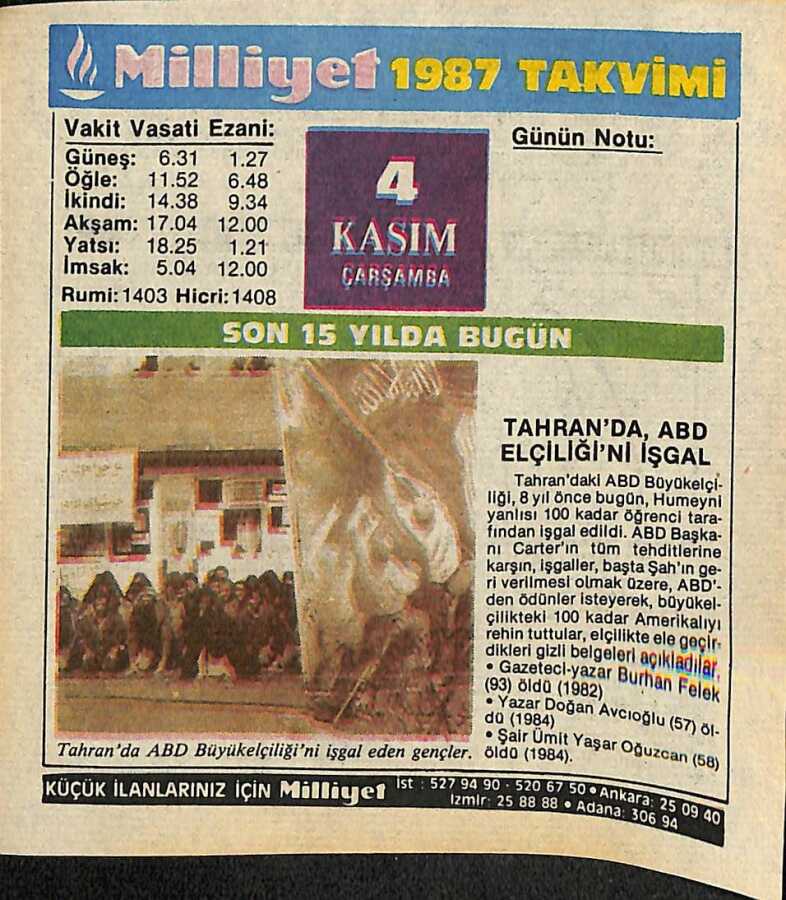 Milliyet 1987 TAKVİMİ
Vakit Vasati Ezani:
Güneş: 6.31 1.27
Öğle: 11.52 6.48
İkindi: 14.38 9.34
Akşam: 17.04 12.00
Yatsı: 18.25 1.21
İmsak: 5.04 12.00
Rumi: 1403 Hicri: 1408
4
KASIM
ÇARŞAMBA
Günün Notu:
SON 15 YILDA BUGÜN
TAHRAN'DA, ABD
ELÇİLİĞİ'Nİ İŞGAL
Tahran'daki ABD Büyükelçi-
liği, 8 yıl önce bugün, Humeyni
yanlısı 100 kadar öğrenci tara-
fından işgal edildi. ABD Başka-
nı Carter'ın tüm tehditlerine
karşın, işgaller, başta Şah'ın ge-
ri verilmesi olmak üzere, ABD'-
den ödünler isteyerek, büyükel-
çilikteki 100 kadar Amerikalıyı
rehin tuttular, elçilikte ele geçir-
dikleri gizli belgeleri açıkladılar.
• Gazeteci-yazar Burhan Felek
(93) öldü (1982)
• Yazar Doğan Avcıoğlu (57) öl-
dü (1984)
• Şair Ümit Yaşar Oğuzcan (58)
öldü (1984).
Tahran'da ABD Büyükelçiliği'ni işgal eden gençler.
KÜÇÜK İLANLARINIZ İÇİN Milliyet İst : 527 94 90 - 520 67 50 • Ankara: 25 09 40
İzmir: 25 88 88 • Adana: 306 94